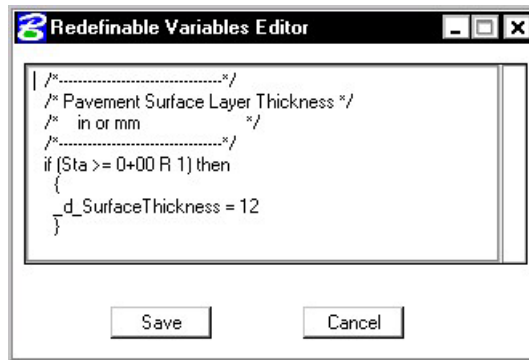 Redefinable Variables Editor
/*--------------------------------*/
/* Pavement Surface Layer Thickness */
/* in or mm */
/*--------------------------------*/
if (Sta >= 0+00 R 1) then
{
_d_SurfaceThickness = 12
}
Save
Cancel